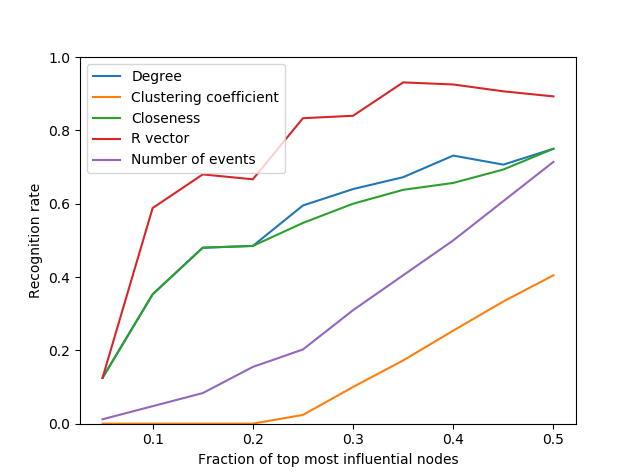 1.0
0.8
0.6
0.4
0.2
0.0
Recognition rate
Degree
Clustering coefficient
Closeness
R vector
Number of events
0.1 0.2 0.3 0.4 0.5
Fraction of top most influential nodes